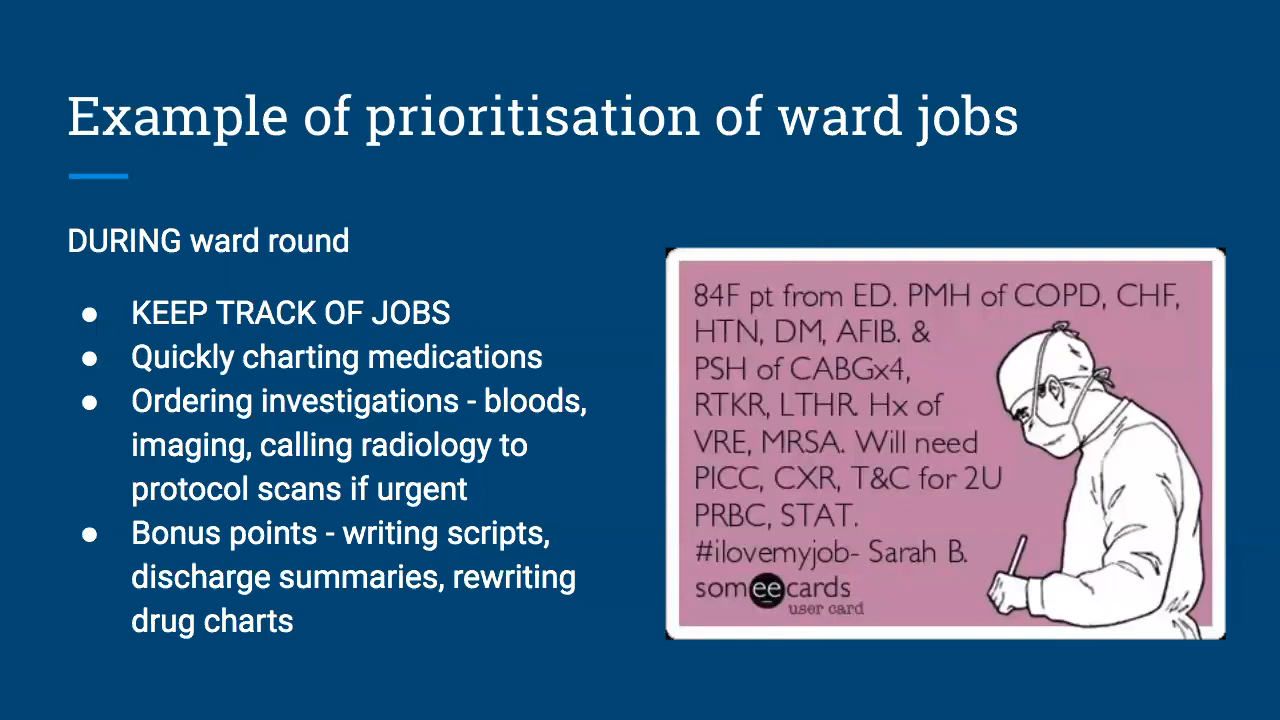 Example of prioritisation of ward jobs
DURING ward round
● KEEP TRACK OF JOBS
● Quickly charting medications
● Ordering investigations - bloods,
imaging, calling radiology to
protocol scans if urgent
● Bonus points - writing scripts,
discharge summaries, rewriting
drug charts
84F pt from ED. PMH of COPD, CHF,
HTN, DM, AFIB. &
PSH of CABGx4,
RTKR, LTHR. Hx of
VRE, MRSA. Will need
PICC, CXR, T&C for 2U
PRBC, STAT.
#ilovemyjob- Sarah B.
someecards
user card